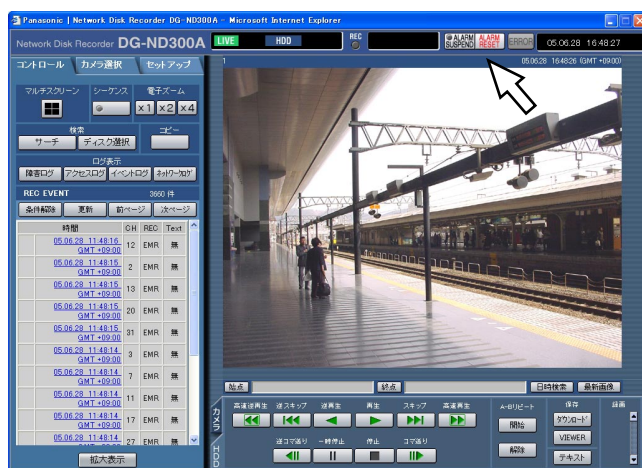 Panasonic | Network Disk Recorder DG-ND300A - Microsoft Internet Explorer
Network Disk Recorder DG-ND300A
LIVE HDD REC ALARM SUSPEND ALARM RESET ERROR 05.06.28 16:48:27
コントロール カメラ選択 セットアップ
1 05.06.28 16:48:26 (GMT +09:00)
マルチスクリーン シーケンス 電子ズーム
x1 x2 x4
検索 コピー
サーチ ディスク選択
ログ表示
障害ログ アクセスログ イベントログ ネットワークログ
REC EVENT 3660 件
条件解除 更新 前ページ 次ページ
時間 CH REC Text
05.06.28 11:48:16 GMT +09:00 12 EMR 無
05.06.28 11:48:15 GMT +09:00 2 EMR 無
05.06.28 11:48:15 GMT +09:00 13 EMR 無
05.06.28 11:48:15 GMT +09:00 20 EMR 無
05.06.28 11:48:15 GMT +09:00 31 EMR 無
05.06.28 11:48:14 GMT +09:00 3 EMR 無
05.06.28 11:48:14 GMT +09:00 7 EMR 無
05.06.28 11:48:14 GMT +09:00 11 EMR 無
05.06.28 11:48:14 GMT +09:00 17 EMR 無
05.06.28 11:48:14 GMT +09:00 27 EMR 無
拡大表示
始点 終点 日時検索 最新画像
カメラ
HDD
高速逆再生 逆スキップ 逆再生 再生 スキップ 高速再生 A-Bリピート 保存 録画
開始 ダウンロード
VIEWER
逆コマ送り 一時停止 停止 コマ送り
解除 テキスト